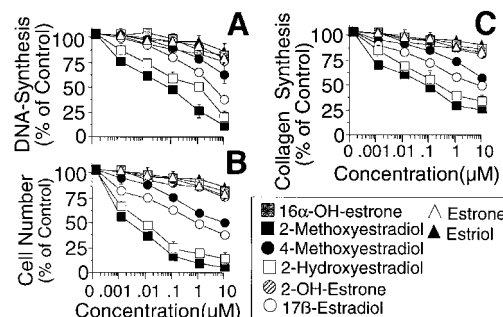 A
DNA-Synthesis
(% of Control)
100
75
50
25
0
B
Cell Number
(% of Control)
100
75
50
25
0
0 .001 .01 .1 1 10
Concentration(µM)
C
Collagen Synthesis
(% of Control)
100
75
50
25
0
0 .001 .01 .1 1 10
Concentration(µM)
16α-OH-estrone
2-Methoxyestradiol
4-Methoxyestradiol
2-Hydroxyestradiol
2-OH-Estrone
17ß-Estradiol
Estrone
Estriol